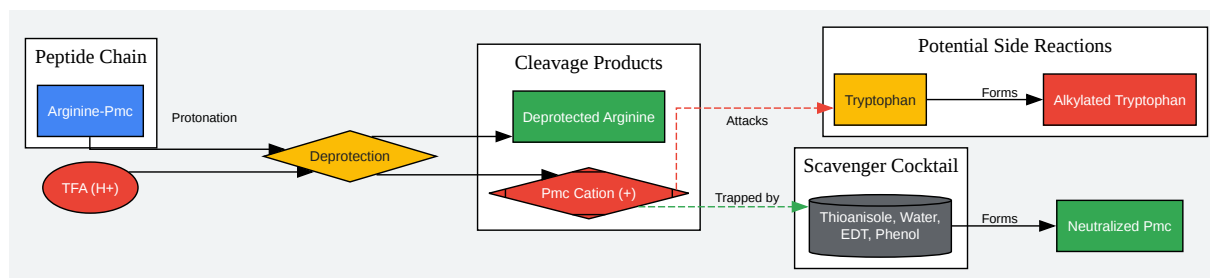 Peptide Chain
Arginine-Pmc
TFA (H+)
Protonation
Deprotection
Cleavage Products
Deprotected Arginine
Pmc Cation (+)
Attacks
Trapped by
Potential Side Reactions
Tryptophan
Forms
Alkylated Tryptophan
Scavenger Cocktail
Thioanisole, Water,
EDT, Phenol
Forms
Neutralized Pmc